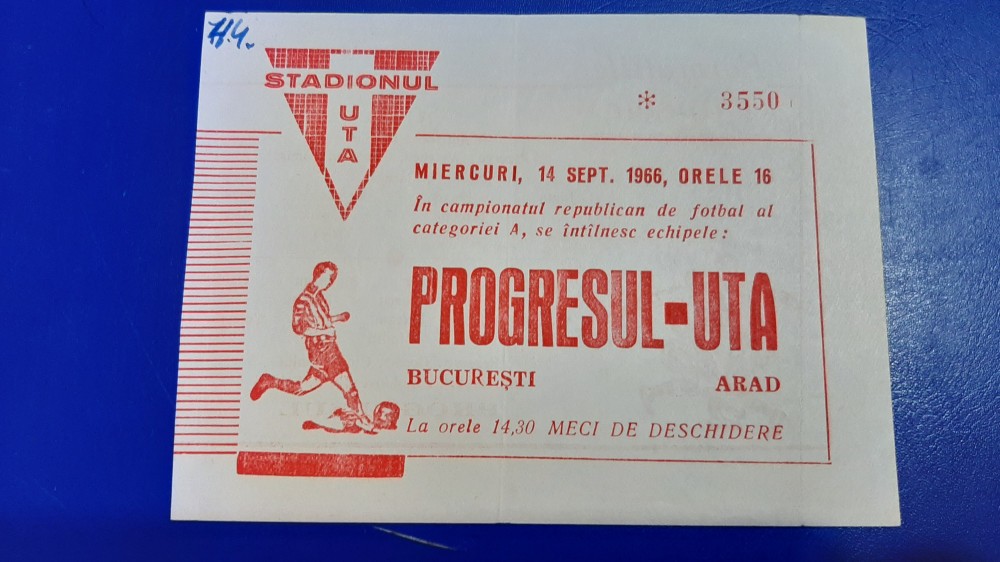 H.4.
STADIONUL
UTA
* 3550
MIERCURI, 14 SEPT. 1966, ORELE 16
În campionatul republican de fotbal al
categoriei A, se întîlnesc echipele:
PROGRESUL-UTA
BUCUREȘTI ARAD
La orele 14,30 MECI DE DESCHIDERE